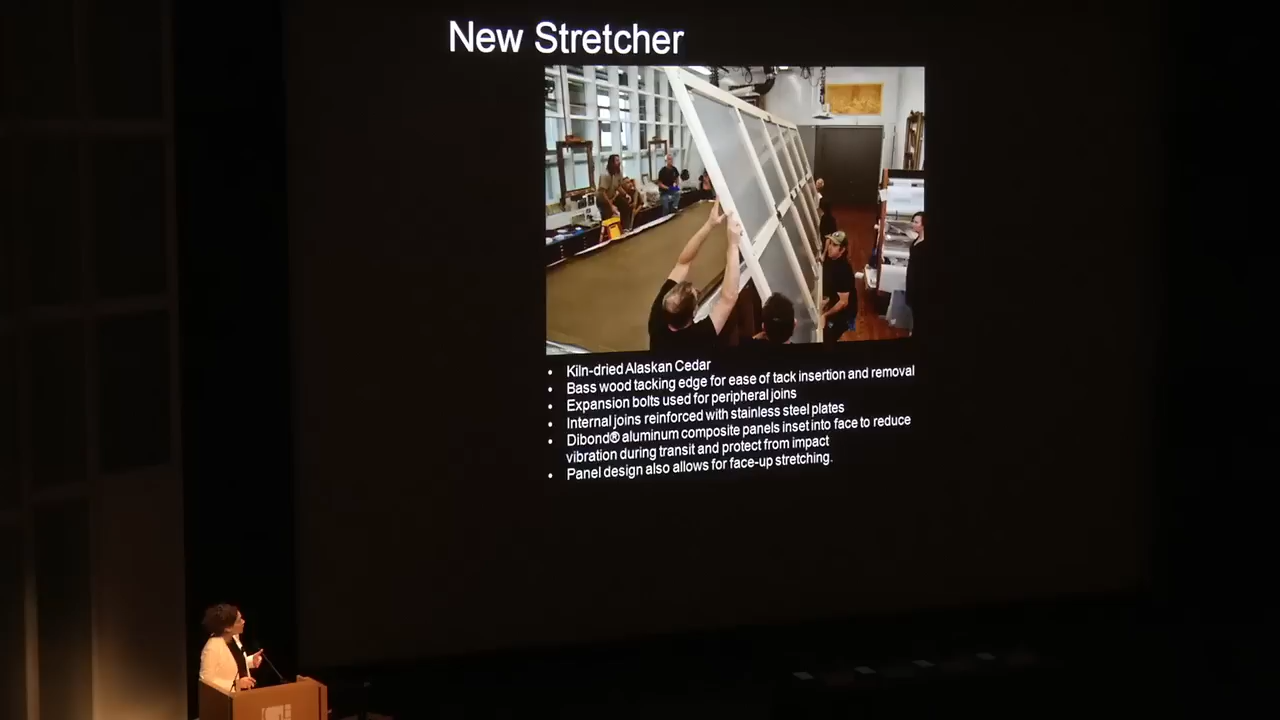 New Stretcher
• Kiln-dried Alaskan Cedar
• Bass wood tacking edge for ease of tack insertion and removal
• Expansion bolts used for peripheral joins
• Internal joins reinforced with stainless steel plates
• Dibond® aluminum composite panels inset into face to reduce
vibration during transit and protect from impact
• Panel design also allows for face-up stretching.